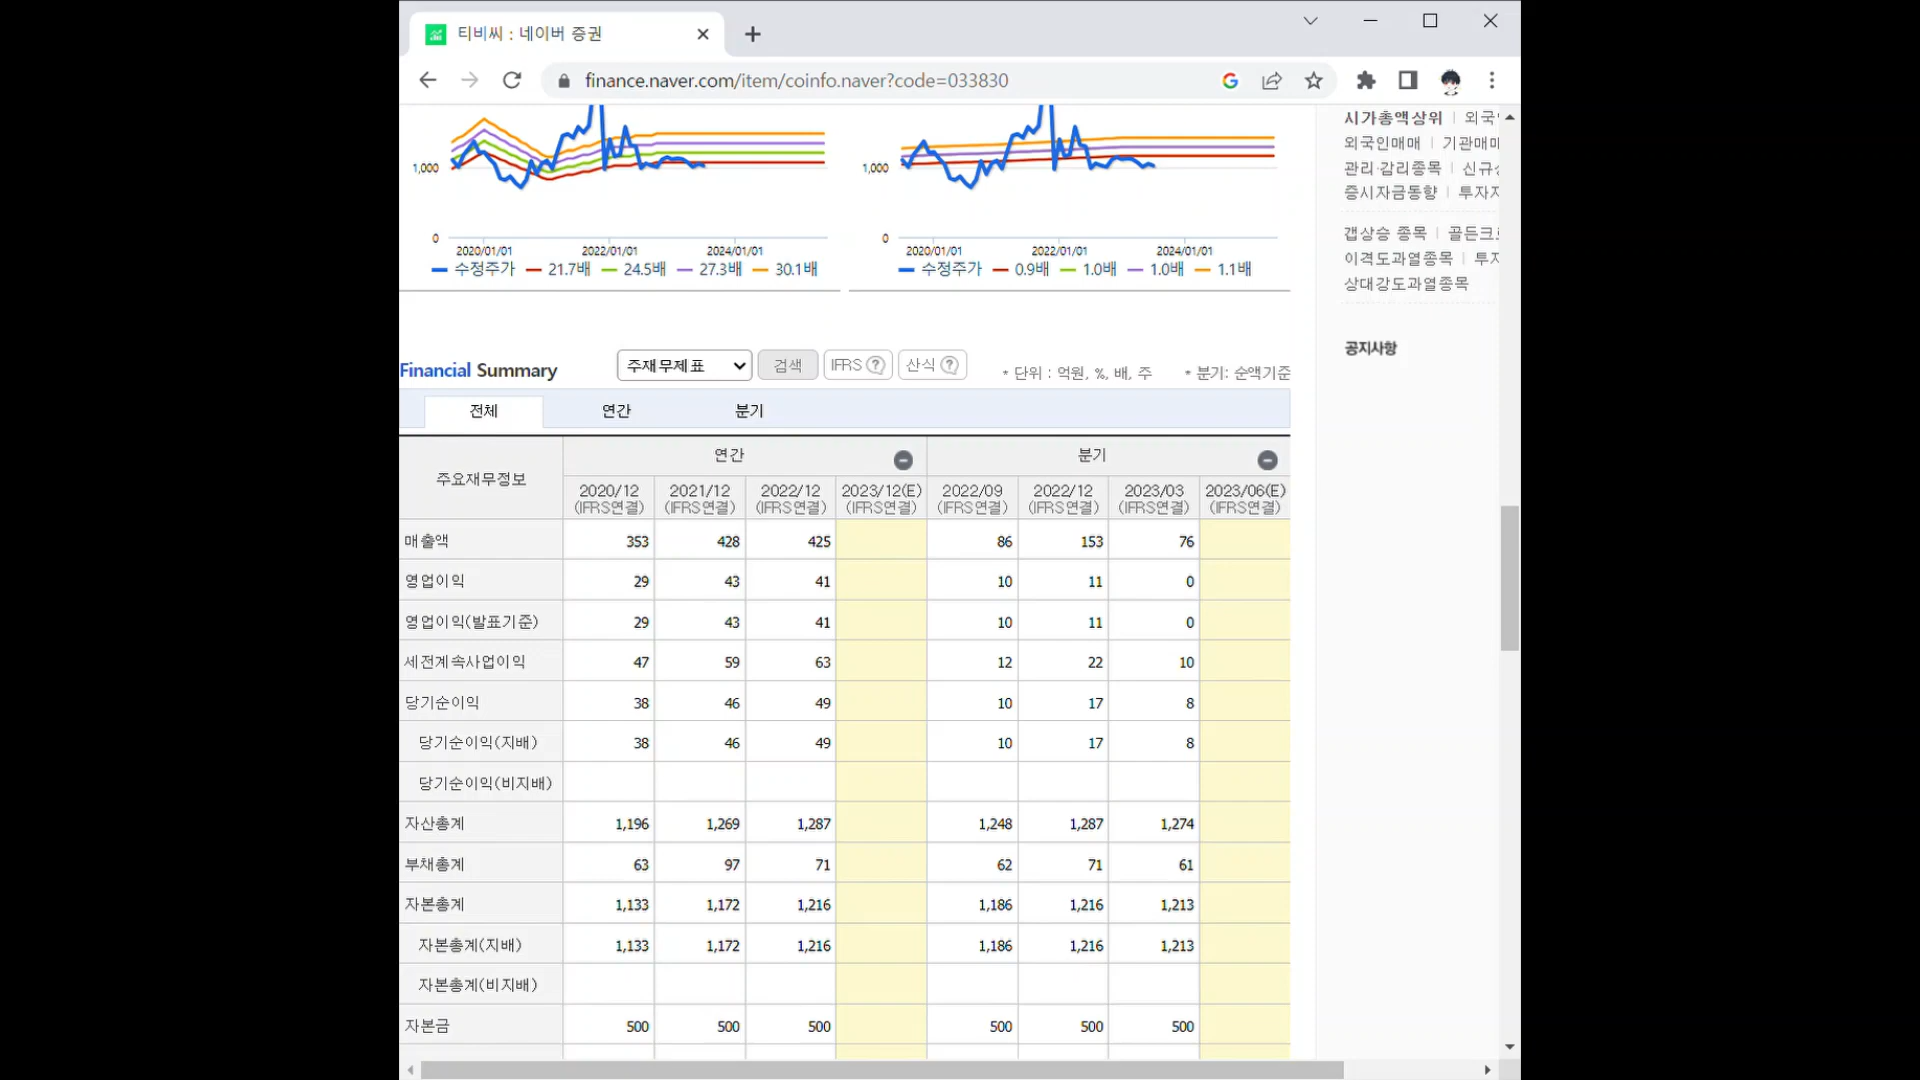 티비씨 : 네이버 증권
finance.naver.com/item/coinfo.naver?code=033830
1,000
0
2020/01/01 2022/01/01 2024/01/01
수정주가 21.7배 24.5배 27.3배 30.1배
1,000
0
2020/01/01 2022/01/01 2024/01/01
수정주가 0.9배 1.0배 1.0배 1.1배
시가총액상위 외국
외국인매매 기관매매
관리·감리종목 신규
증시자금동향 투자자
갭상승 종목 골든크로
이격도과열종목 투자
상대강도과열종목
공지사항
Financial Summary 주재무제표 검색 IFRS ? 산식 ? * 단위 : 억원, %, 배, 주 * 분기: 순액기준
전체 연간 분기
주요재무정보 연간 분기
2020/12 2021/12 2022/12 2023/12(E) 2022/09 2022/12 2023/03 2023/06(E)
(IFRS연결) (IFRS연결) (IFRS연결) (IFRS연결) (IFRS연결) (IFRS연결) (IFRS연결) (IFRS연결)
매출액 353 428 425 86 153 76
영업이익 29 43 41 10 11 0
영업이익(발표기준) 29 43 41 10 11 0
세전계속사업이익 47 59 63 12 22 10
당기순이익 38 46 49 10 17 8
당기순이익(지배) 38 46 49 10 17 8
당기순이익(비지배)
자산총계 1,196 1,269 1,287 1,248 1,287 1,274
부채총계 63 97 71 62 71 61
자본총계 1,133 1,172 1,216 1,186 1,216 1,213
자본총계(지배) 1,133 1,172 1,216 1,186 1,216 1,213
자본총계(비지배)
자본금 500 500 500 500 500 500